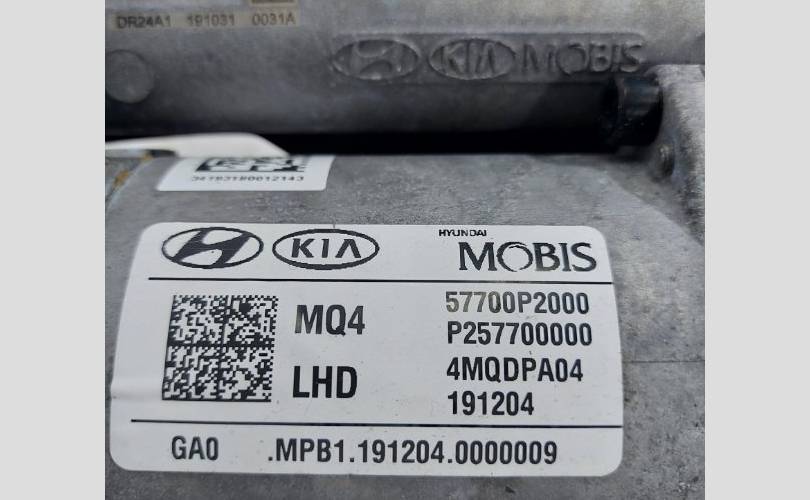 DR24A1 191031 0031A
KIA MOBIS
KIA HYUNDAI MOBIS
MQ4 57700P2000
P257700000
LHD 4MQDPA04
191204
GA0 .MPB1.191204.0000009